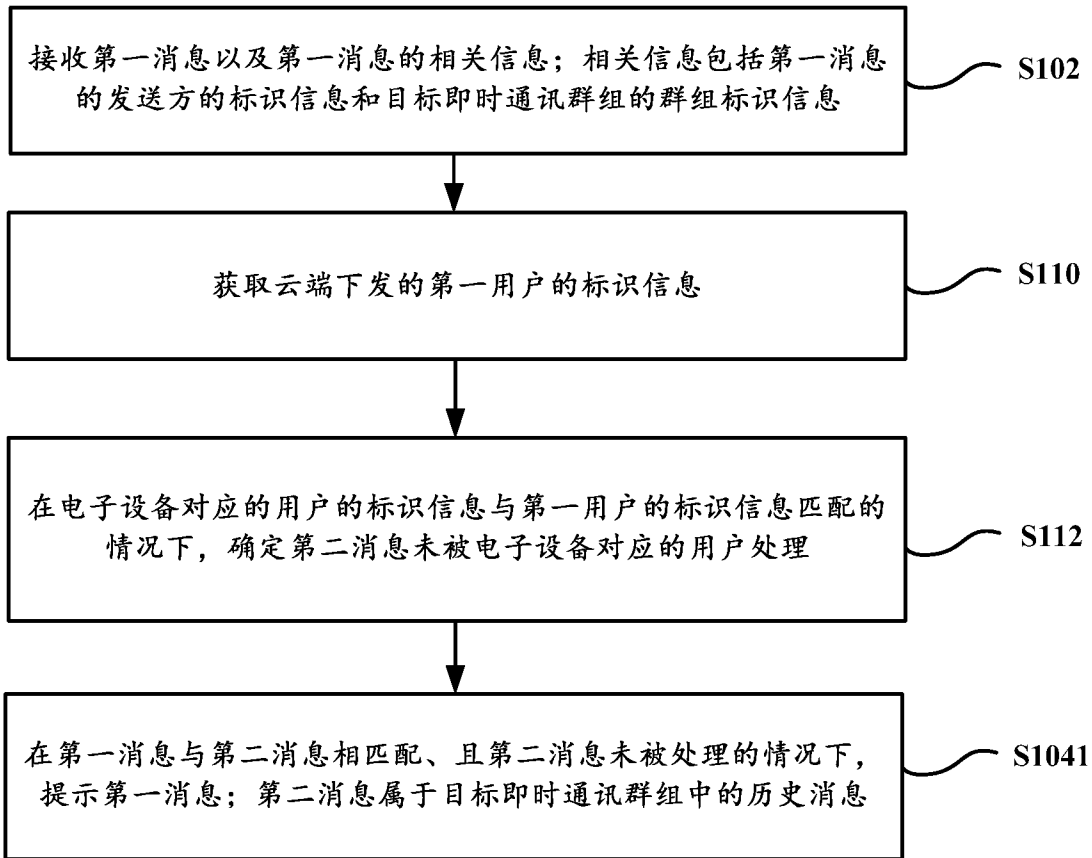 接收第一消息以及第一消息的相关信息；相关信息包括第一消息
的发送方的标识信息和目标即时通讯群组的群组标识信息
S102
获取云端下发的第一用户的标识信息
S110
在电子设备对应的用户的标识信息与第一用户的标识信息匹配的
情况下，确定第二消息未被电子设备对应的用户处理
S112
在第一消息与第二消息相匹配、且第二消息未被处理的情况下，
提示第一消息；第二消息属于目标即时通讯群组中的历史消息
S1041